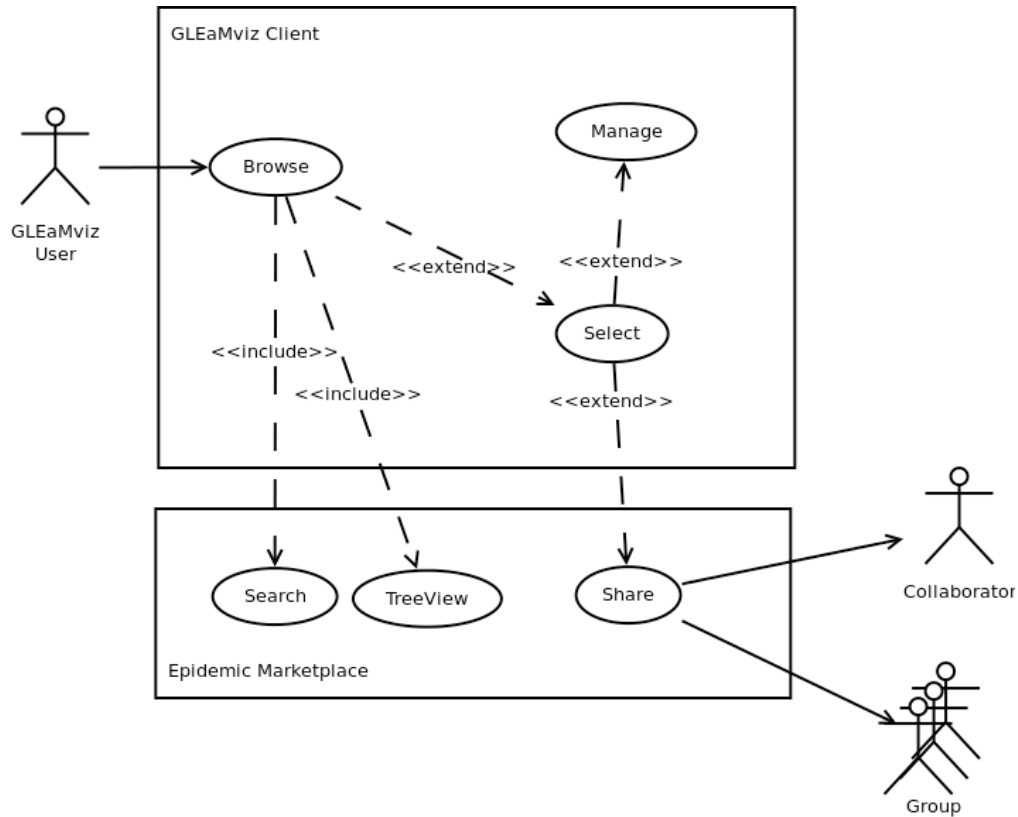 GLEaMviz Client
Manage
Browse
GLEaMviz
User
<<extend>>
<<extend>>
Select
<<include>>
<<include>>
<<extend>>
Search
TreeView
Share
Collaborator
Epidemic Marketplace
Group